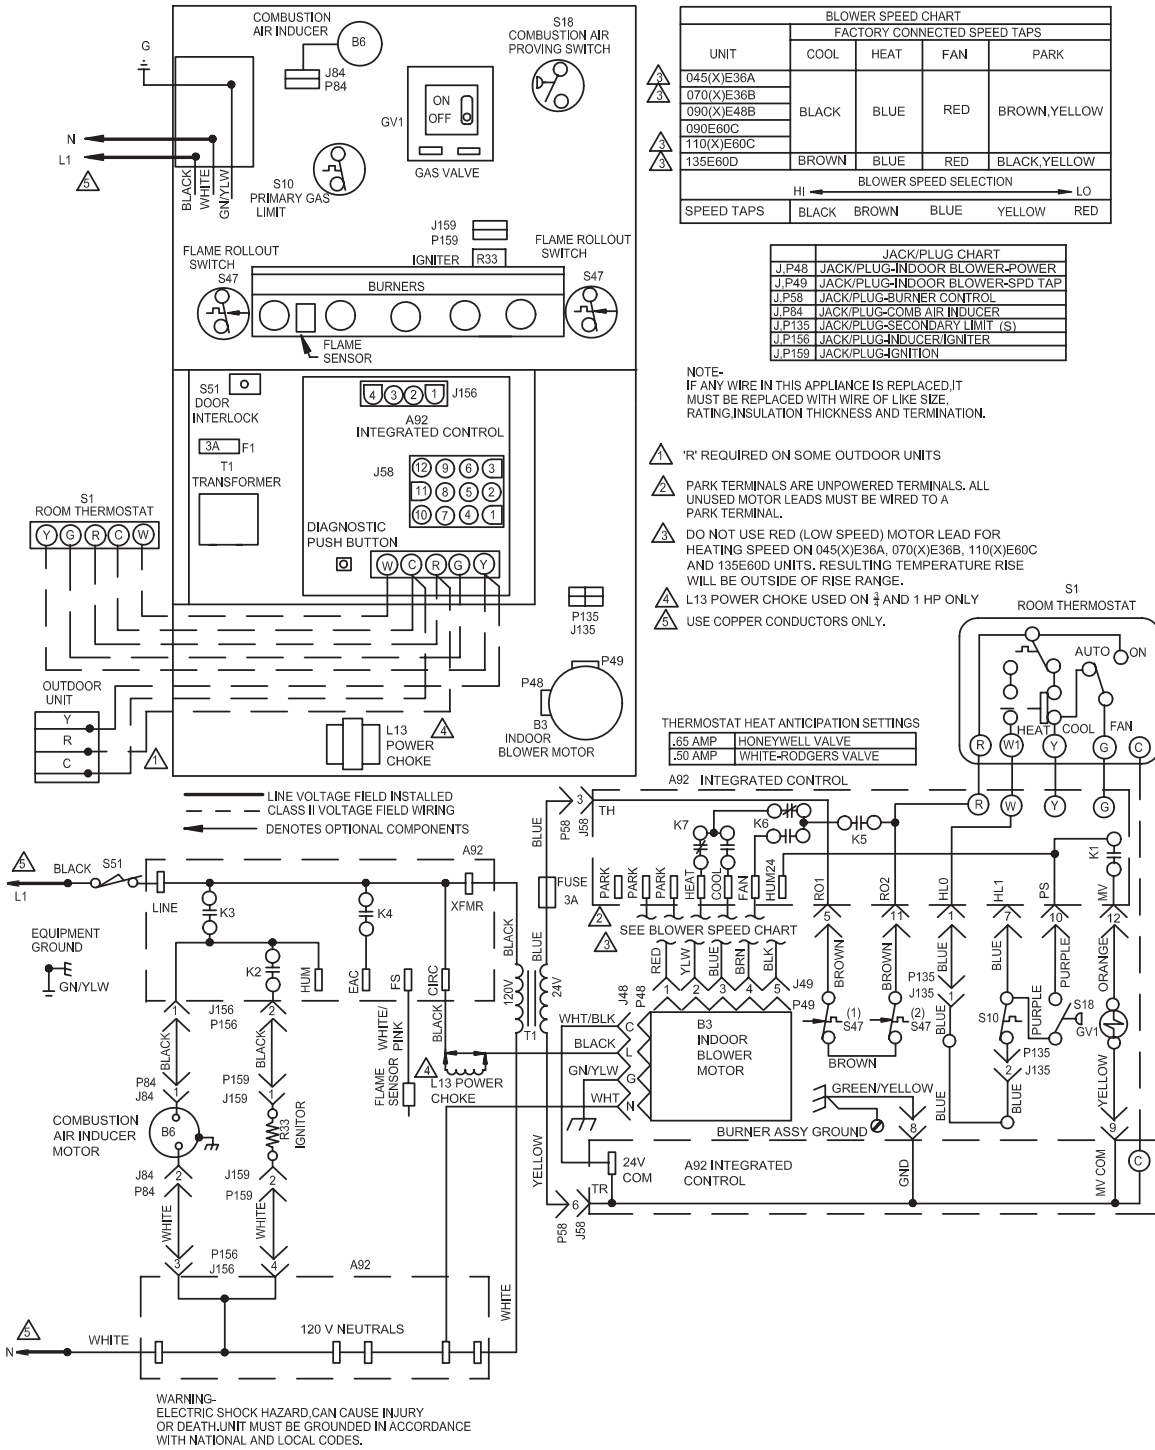 COMBUSTION
AIR INDUCER
B6
J84
P84
S18
COMBUSTION AIR
PROVING SWITCH
G
N
L1
5
BLACK
WHITE
GN/YLW
S10
PRIMARY GAS
LIMIT
GV1
ON
OFF
GAS VALVE
J159
P159
IGNITER
R33
FLAME ROLLOUT
SWITCH
S47
FLAME ROLLOUT
SWITCH
S47
BURNERS
FLAME
SENSOR
S51
DOOR
INTERLOCK
3A
F1
T1
TRANSFORMER
4 3 2 1
J156
A92
INTEGRATED CONTROL
J58
12 9 6 3
11 8 5 2
10 7 4 1
DIAGNOSTIC
PUSH BUTTON
W C R G Y
S1
ROOM THERMOSTAT
Y G R C W
P135
J135
P49
P48
B3
INDOOR
BLOWER MOTOR
OUTDOOR
UNIT
Y
R
C
1
L13
POWER
CHOKE
4
BLOWER SPEED CHART
FACTORY CONNECTED SPEED TAPS
UNIT COOL HEAT FAN PARK
3 045(X)E36A
3 070(X)E36B
090(X)E48B
BLACK BLUE RED BROWN,YELLOW
090E60C
3 110(X)E60C
3 135E60D BROWN BLUE RED BLACK,YELLOW
BLOWER SPEED SELECTION
HI LO
SPEED TAPS BLACK BROWN BLUE YELLOW RED
JACK/PLUG CHART
J,P48 JACK/PLUG-INDOOR BLOWER-POWER
J,P49 JACK/PLUG-INDOOR BLOWER-SPD TAP
J,P58 JACK/PLUG-BURNER CONTROL
J,P84 JACK/PLUG-COMB AIR INDUCER
J,P135 JACK/PLUG-SECONDARY LIMIT (S)
J,P156 JACK/PLUG-INDUCER/IGNITER
J,P159 JACK/PLUG-IGNITION
NOTE-
IF ANY WIRE IN THIS APPLIANCE IS REPLACED,IT
MUST BE REPLACED WITH WIRE OF LIKE SIZE,
RATING,INSULATION THICKNESS AND TERMINATION.
1 'R' REQUIRED ON SOME OUTDOOR UNITS
2 PARK TERMINALS ARE UNPOWERED TERMINALS. ALL
UNUSED MOTOR LEADS MUST BE WIRED TO A
PARK TERMINAL.
3 DO NOT USE RED (LOW SPEED) MOTOR LEAD FOR
HEATING SPEED ON 045(X)E36A, 070(X)E36B, 110(X)E60C
AND 135E60D UNITS. RESULTING TEMPERATURE RISE
WILL BE OUTSIDE OF RISE RANGE.
4 L13 POWER CHOKE USED ON 3/4 AND 1 HP ONLY
5 USE COPPER CONDUCTORS ONLY.
S1
ROOM THERMOSTAT
AUTO
ON
HEAT
COOL
FAN
R W1 Y G C
THERMOSTAT HEAT ANTICIPATION SETTINGS
.65 AMP HONEYWELL VALVE
.50 AMP WHITE-RODGERS VALVE
A92 INTEGRATED CONTROL
LINE VOLTAGE FIELD INSTALLED
CLASS II VOLTAGE FIELD WIRING
DENOTES OPTIONAL COMPONENTS
5
L1
BLACK
S51
LINE
A92
K3
K4
K2
XFMR
HUM
EAC
FS
CIRC
EQUIPMENT
GROUND
GN/YLW
1
J156
P156
2
BLACK
BLACK
WHITE/
PINK
BLACK
FLAME
SENSOR
4
L13 POWER
CHOKE
P84
J84
1
P159
J159
1
COMBUSTION
AIR INDUCER
MOTOR
B6
R33
IGNITOR
J84
P84
2
J159
P159
2
WHITE
WHITE
3
P156
J156
4
A92
5
N
WHITE
120 V NEUTRALS
WHITE
BLACK
120V
T1
24V
BLUE
BLUE
FUSE
3A
YELLOW
P58
3
J58
TH
P58
6
J58
TR
R W Y G
K7
K6
K5
K1
PARK
PARK
PARK
HEAT
COOL
FAN
HUM24
RO1
RO2
HL0
HL1
PS
MV
2
3
SEE BLOWER SPEED CHART
RED
YLW
BLUE
BRN
BLK
1 2 3 4 5
J49
P49
J48
P48
WHT/BLK
C
BLACK
L
GN/YLW
G
WHT
N
B3
INDOOR
BLOWER
MOTOR
5
11
1
7
10
12
BROWN
BROWN
BLUE
BLUE
PURPLE
ORANGE
P135
J135
1
(1)
S47
(2)
S47
BROWN
BLUE
S10
PURPLE
S18
GV1
P135
2
J135
BLUE
BLUE
YELLOW
GREEN/YELLOW
BURNER ASSY GROUND
8
9
24V
COM
A92 INTEGRATED
CONTROL
GND
MV COM
C
WARNING-
ELECTRIC SHOCK HAZARD,CAN CAUSE INJURY
OR DEATH.UNIT MUST BE GROUNDED IN ACCORDANCE
WITH NATIONAL AND LOCAL CODES.